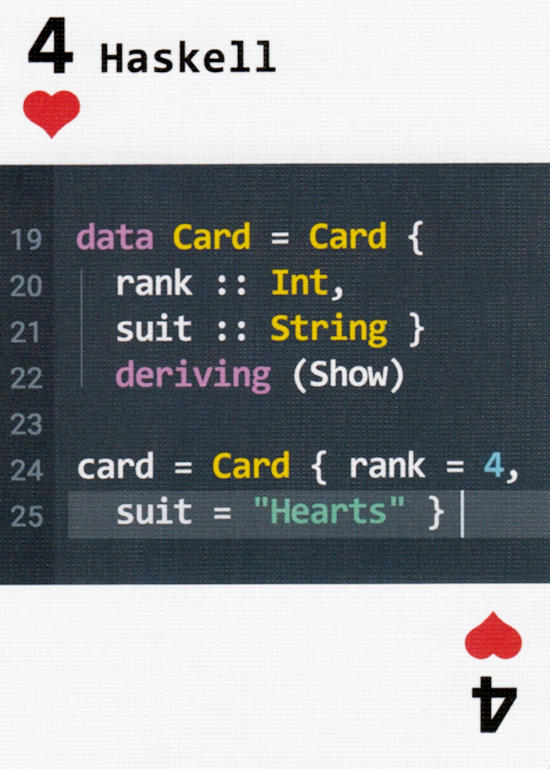 4 Haskell
19 data Card = Card {
20 rank :: Int,
21 suit :: String }
22 deriving (Show)
23
24 card = Card { rank = 4,
25 suit = "Hearts" }
4